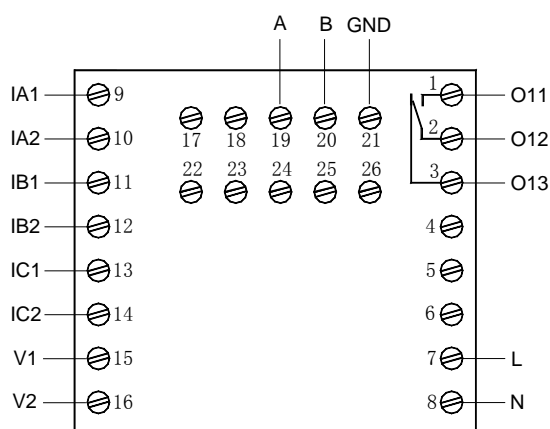 A B GND
IA1 9 1 O11
IA2 10 17 18 19 20 21 2 O12
IB1 11 22 23 24 25 26 3 O13
IB2 12 4
IC1 13 5
IC2 14 6
V1 15 7 L
V2 16 8 N